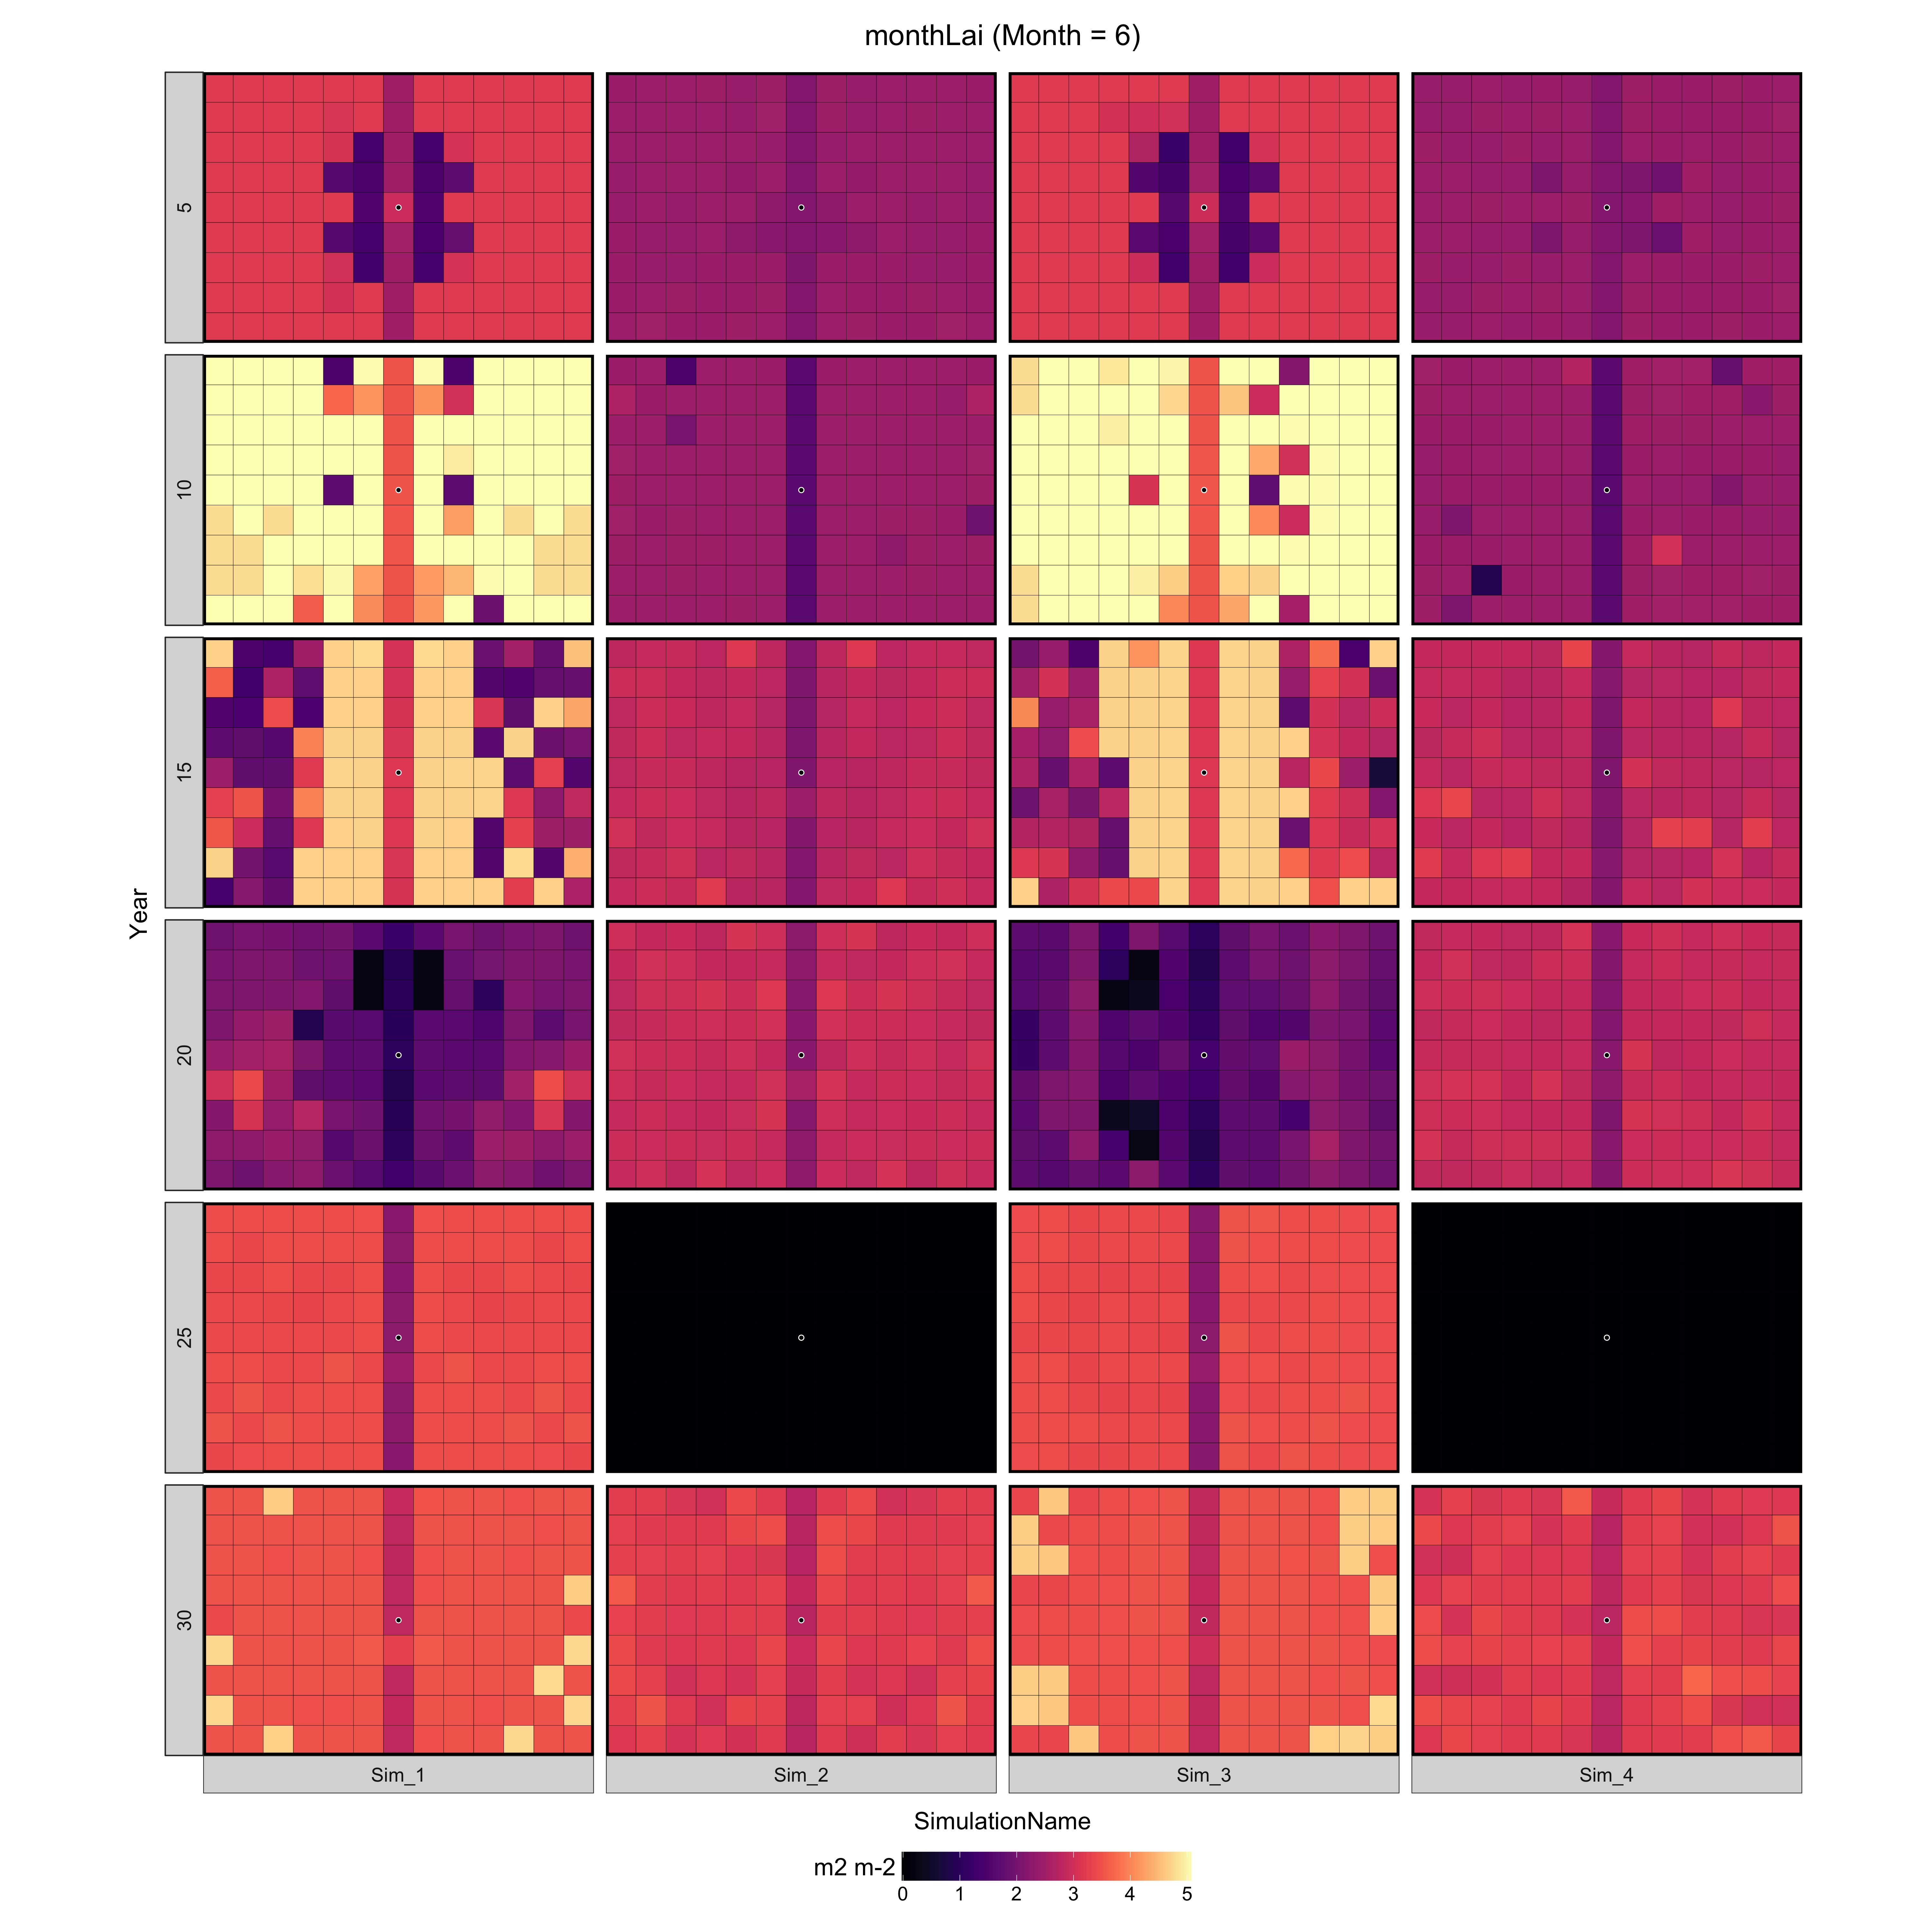 monthLai (Month = 6)
Year
5
10
15
20
25
30
Sim_1 Sim_2 Sim_3 Sim_4
SimulationName
m2 m-2
0 1 2 3 4 5